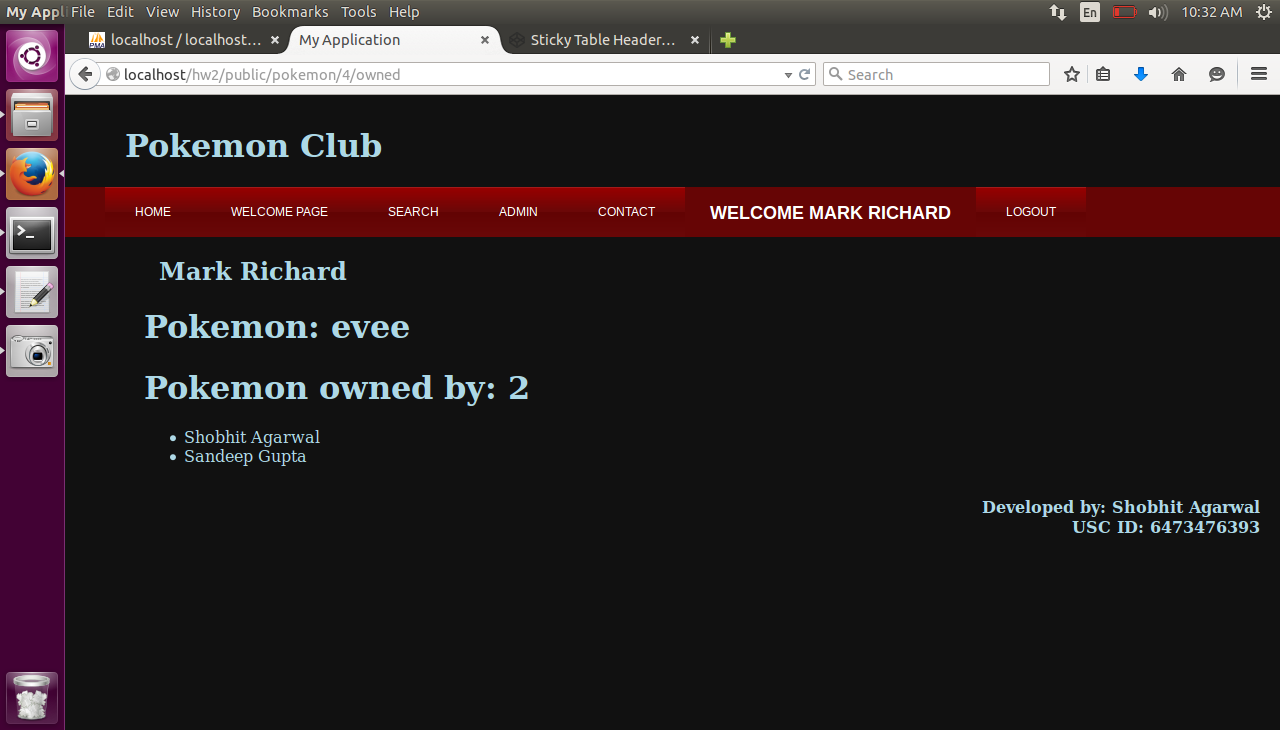 My Appl File Edit View History Bookmarks Tools Help En 10:32 AM
PMA localhost / localhost... My Application Sticky Table Header...
localhost/hw2/public/pokemon/4/owned Search
Pokemon Club
HOME WELCOME PAGE SEARCH ADMIN CONTACT WELCOME MARK RICHARD LOGOUT
Mark Richard
Pokemon: evee
Pokemon owned by: 2
• Shobhit Agarwal
• Sandeep Gupta
Developed by: Shobhit Agarwal
USC ID: 6473476393